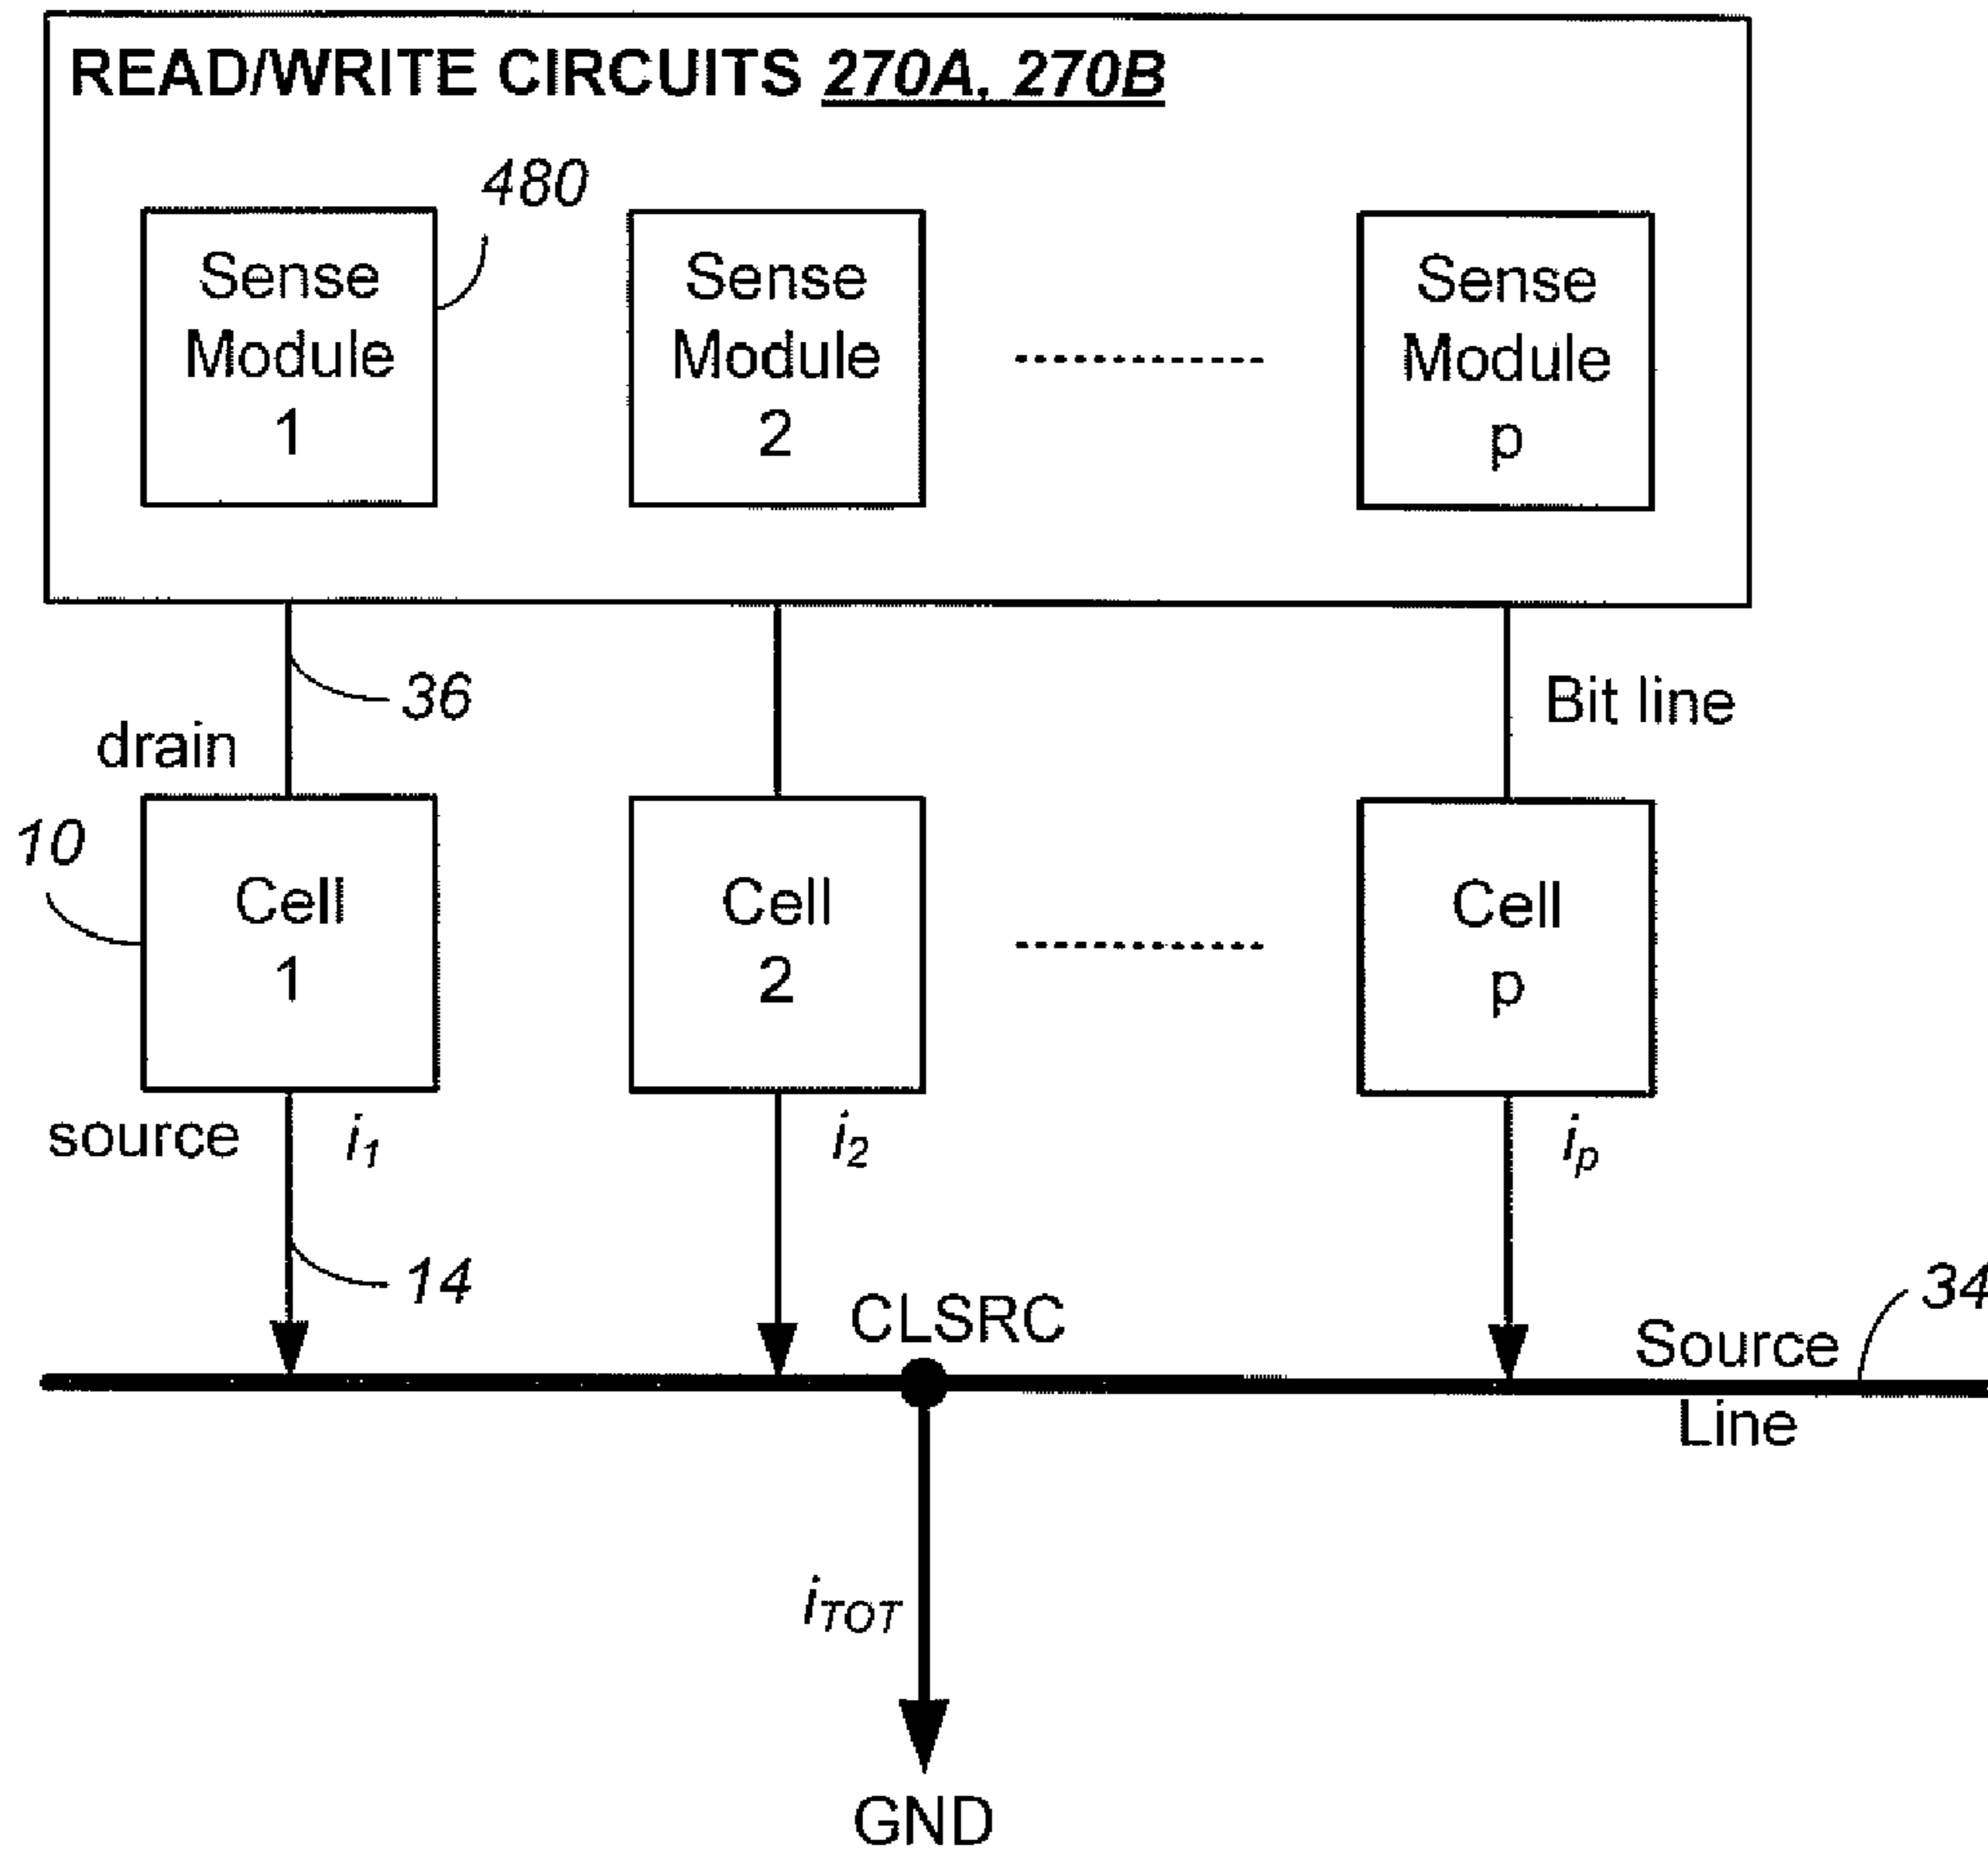 READ/WRITE CIRCUITS 270A, 270B
480
Sense
Module
1
Sense
Module
2
Sense
Module
p
36
drain
Bit line
10
Cell
1
Cell
2
Cell
p
source
i1
i2
ip
14
CLSRC
Source
Line
34
iTOT
GND